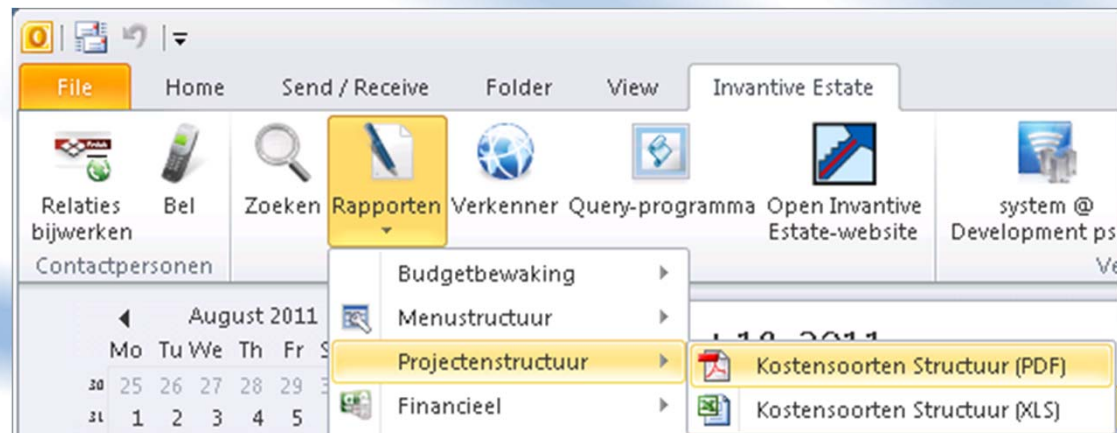 File Home Send / Receive Folder View Invantive Estate
Relaties bijwerken
Bel
Zoeken
Rapporten
Verkenner
Query-programma
Open Invantive Estate-website
system @ Development
Contactpersonen
Budgetbewaking
Menustructuur
Projectenstructuur
Financieel
Kostensoorten Structuur (PDF)
Kostensoorten Structuur (XLS)
August 2011
Mo Tu We Th Fr
30 25 26 27 28 29
31 1 2 3 4 5
2011